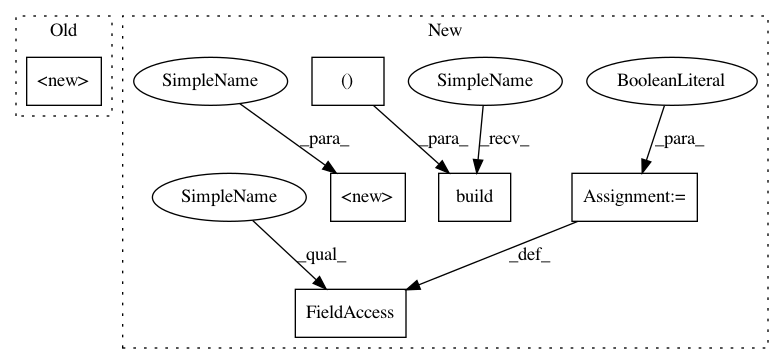 Old
New
<new>
SimpleName
()
SimpleName
BooleanLiteral
_para_
_para_
_recv_
_para_
SimpleName
<new>
build
Assignment:=
_qual_
_def_
FieldAccess